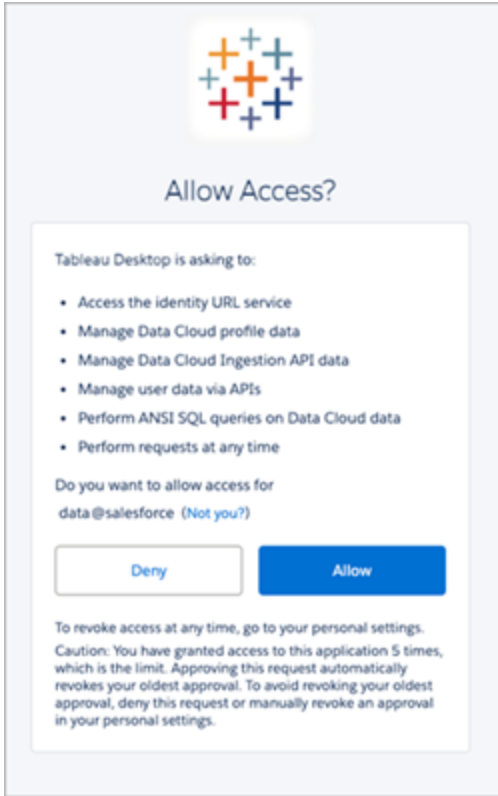 Allow Access?
Tableau Desktop is asking to:
• Access the identity URL service
• Manage Data Cloud profile data
• Manage Data Cloud Ingestion API data
• Manage user data via APIs
• Perform ANSI SQL queries on Data Cloud data
• Perform requests at any time
Do you want to allow access for
data@salesforce (Not you?)
Deny
Allow
To revoke access at any time, go to your personal settings.
Caution: You have granted access to this application 5 times,
which is the limit. Approving this request automatically
revokes your oldest approval. To avoid revoking your oldest
approval, deny this request or manually revoke an approval
in your personal settings.